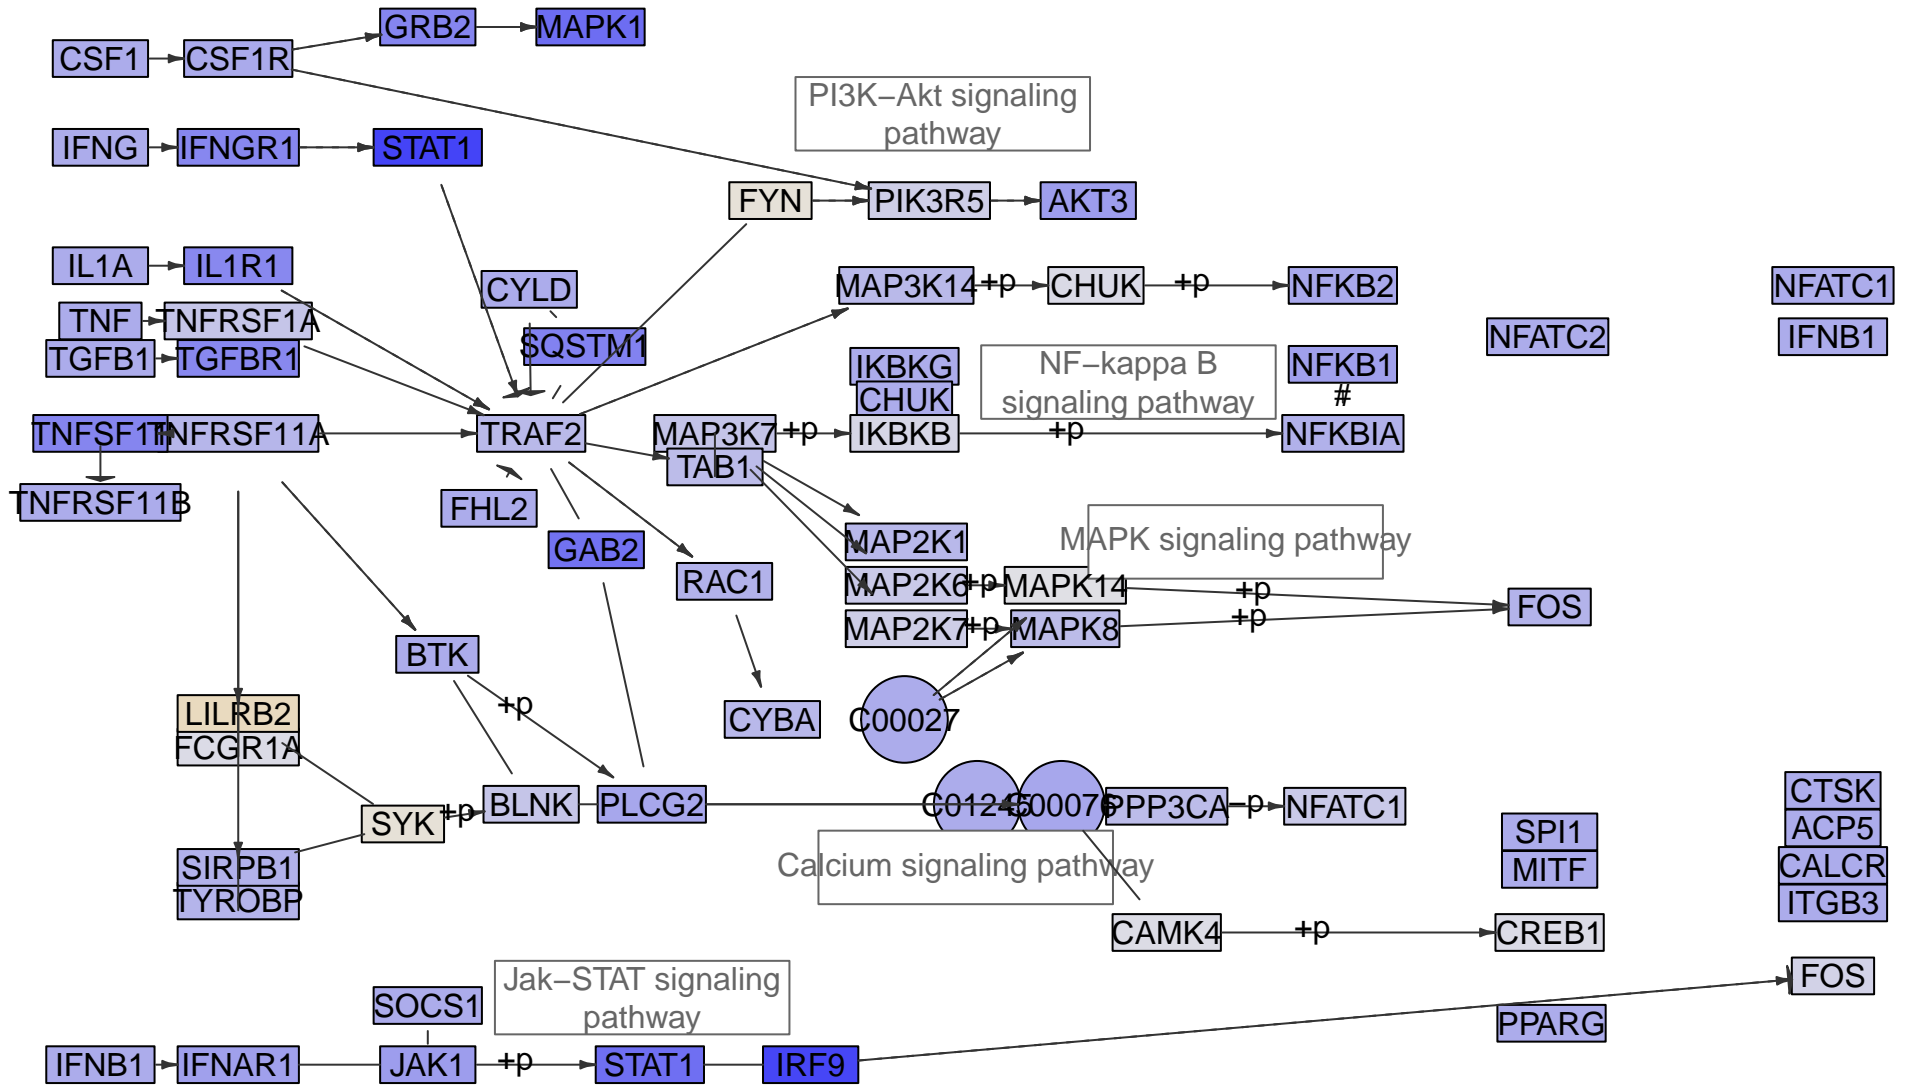 GRB2
MAPK1
CSF1
CSF1R
PI3K−Akt signaling
pathway
IFNG
IFNGR1
STAT1
FYN
PIK3R5
AKT3
IL1A
IL1R1
CYLD
MAP3K14
+p
CHUK
+p
NFKB2
NFATC1
TNF
TNFRSF1A
SQSTM1
NFATC2
IFNB1
TGFB1
TGFBR1
IKBKG
NF−kappa B
signaling pathway
NFKB1
CHUK
#
TNFSF11
TNFRSF11A
TRAF2
MAP3K7
+p
IKBKB
+p
NFKBIA
TAB1
TNFRSF11B
FHL2
GAB2
MAP2K1
MAPK signaling pathway
RAC1
MAP2K6
+p
MAPK14
+p
FOS
MAP2K7
+p
MAPK8
+p
BTK
+p
LILRB2
CYBA
C00027
FCGR1A
SYK
+p
BLNK
PLCG2
C01245
C00076
PPP3CA
−p
NFATC1
CTSK
SPI1
ACP5
SIRPB1
Calcium signaling pathway
MITF
CALCR
TYROBP
ITGB3
CAMK4
+p
CREB1
Jak−STAT signaling
pathway
FOS
SOCS1
PPARG
IFNB1
IFNAR1
JAK1
+p
STAT1
IRF9